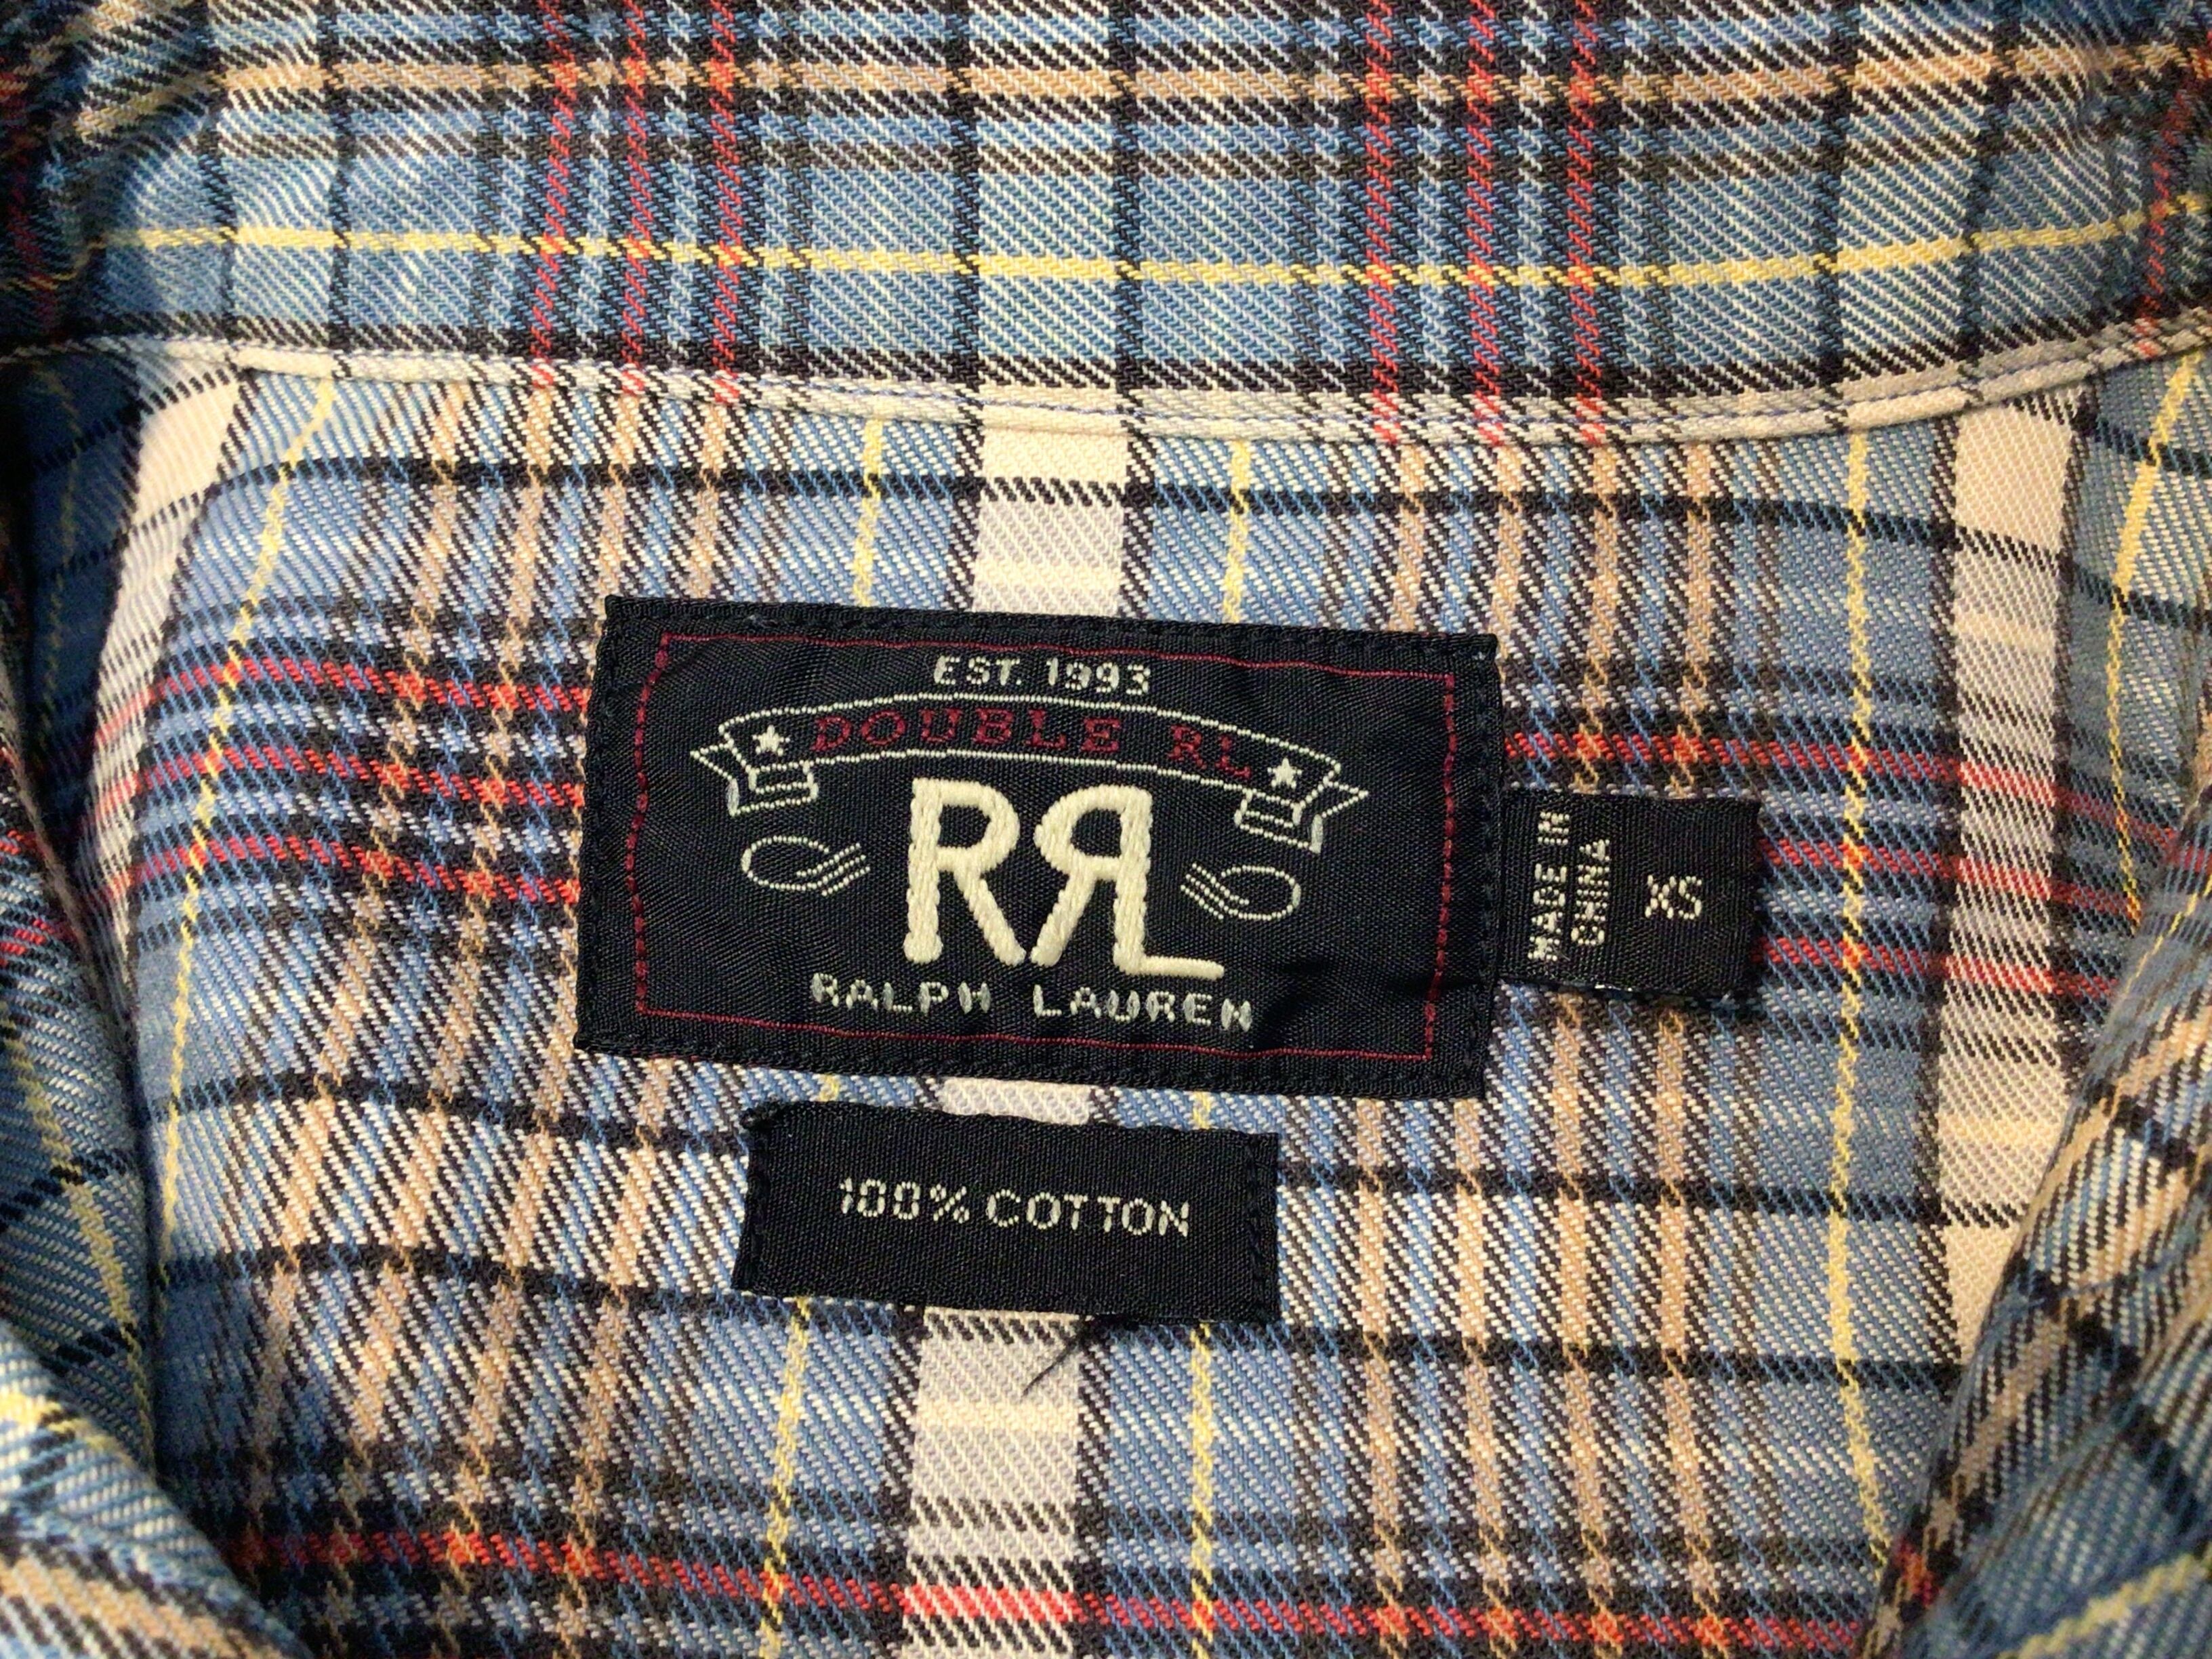 EST. 1993
DOUBLE RL
RRL
RALPH LAUREN
MADE IN
CHINA
XS
100% COTTON